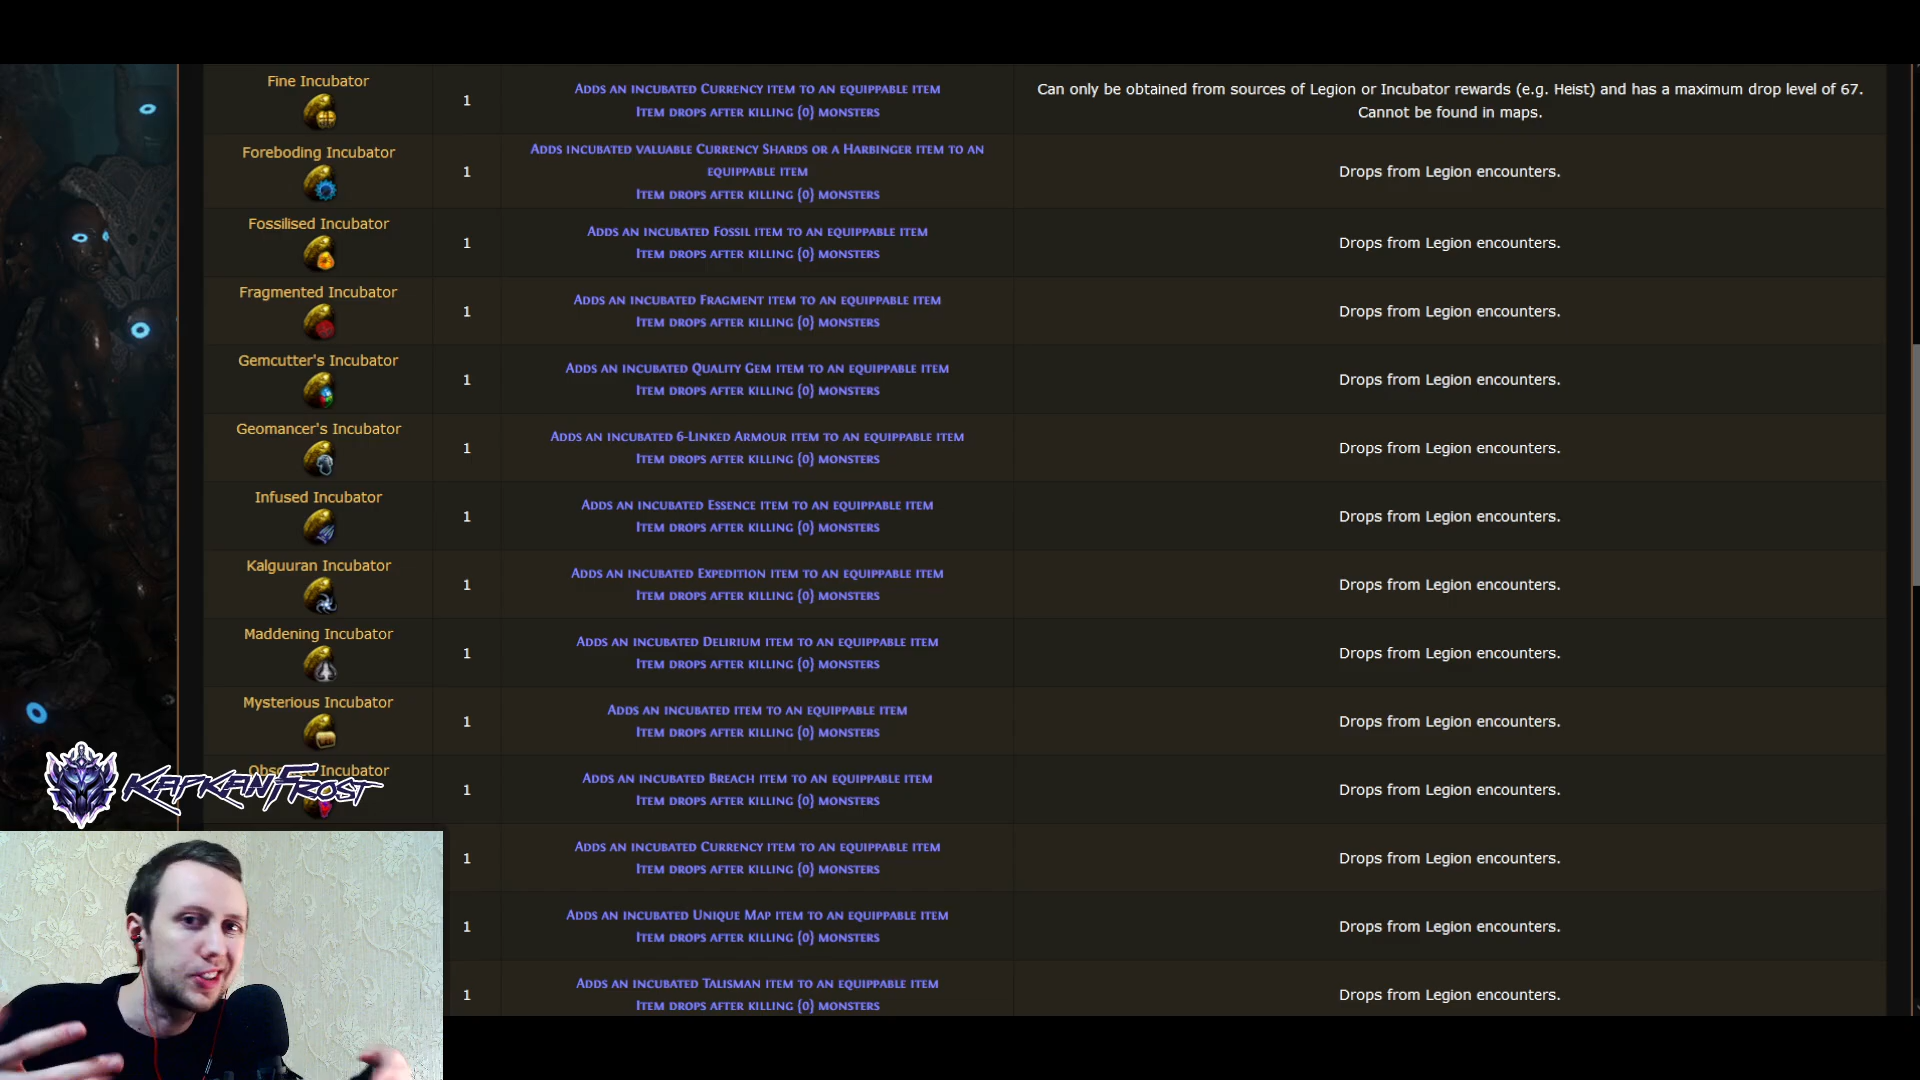 Fine Incubator
1
Adds an incubated Currency item to an equippable item
Item drops after killing {0} monsters
Can only be obtained from sources of Legion or Incubator rewards (e.g. Heist) and has a maximum drop level of 67.
Cannot be found in maps.
Foreboding Incubator
1
Adds incubated valuable Currency Shards or a Harbinger item to an
equippable item
Item drops after killing {0} monsters
Drops from Legion encounters.
Fossilised Incubator
1
Adds an incubated Fossil item to an equippable item
Item drops after killing {0} monsters
Drops from Legion encounters.
Fragmented Incubator
1
Adds an incubated Fragment item to an equippable item
Item drops after killing {0} monsters
Drops from Legion encounters.
Gemcutter's Incubator
1
Adds an incubated Quality Gem item to an equippable item
Item drops after killing {0} monsters
Drops from Legion encounters.
Geomancer's Incubator
1
Adds an incubated 6-Linked Armour item to an equippable item
Item drops after killing {0} monsters
Drops from Legion encounters.
Infused Incubator
1
Adds an incubated Essence item to an equippable item
Item drops after killing {0} monsters
Drops from Legion encounters.
Kalguuran Incubator
1
Adds an incubated Expedition item to an equippable item
Item drops after killing {0} monsters
Drops from Legion encounters.
Maddening Incubator
1
Adds an incubated Delirium item to an equippable item
Item drops after killing {0} monsters
Drops from Legion encounters.
Mysterious Incubator
1
Adds an incubated item to an equippable item
Item drops after killing {0} monsters
Drops from Legion encounters.
Incubator
KapkanFrost
1
Adds an incubated Breach item to an equippable item
Item drops after killing {0} monsters
Drops from Legion encounters.
1
Adds an incubated Currency item to an equippable item
Item drops after killing {0} monsters
Drops from Legion encounters.
1
Adds an incubated Unique Map item to an equippable item
Item drops after killing {0} monsters
Drops from Legion encounters.
1
Adds an incubated Talisman item to an equippable item
Item drops after killing {0} monsters
Drops from Legion encounters.